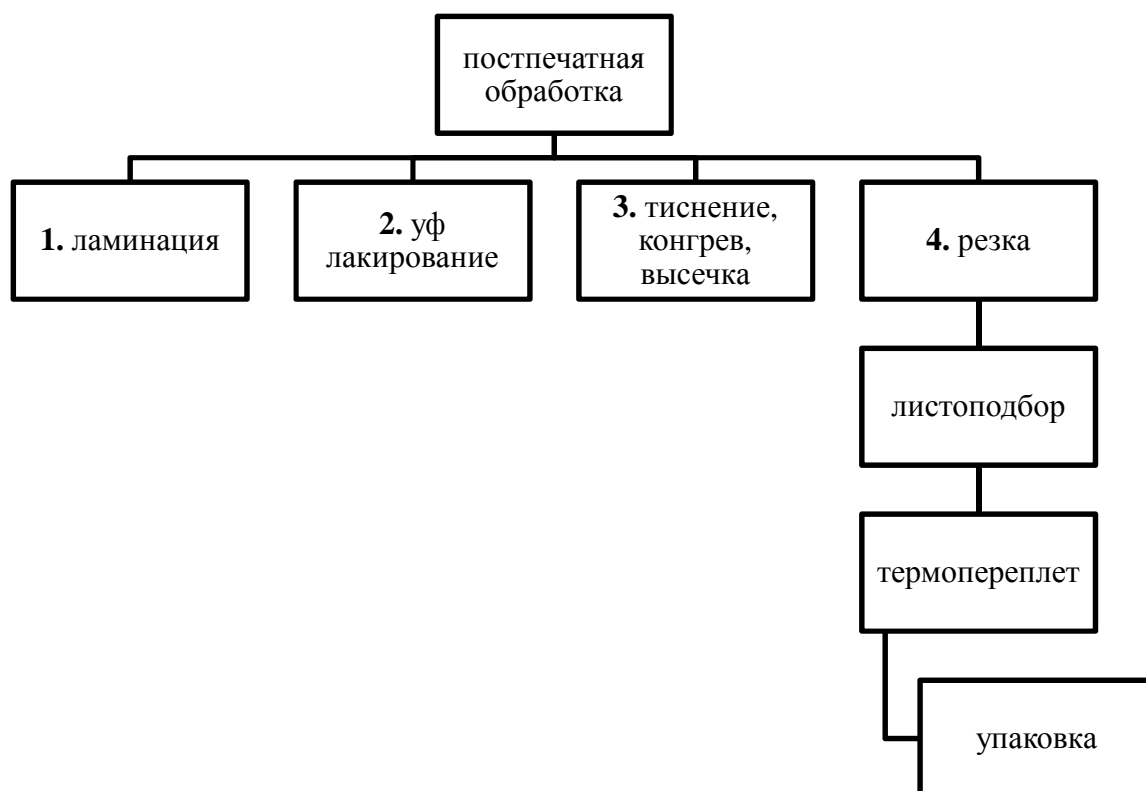 постпечатная
обработка
1. ламинация
2. уф
лакирование
3. тиснение,
конгрев,
высечка
4. резка
листоподбор
термопереплет
упаковка